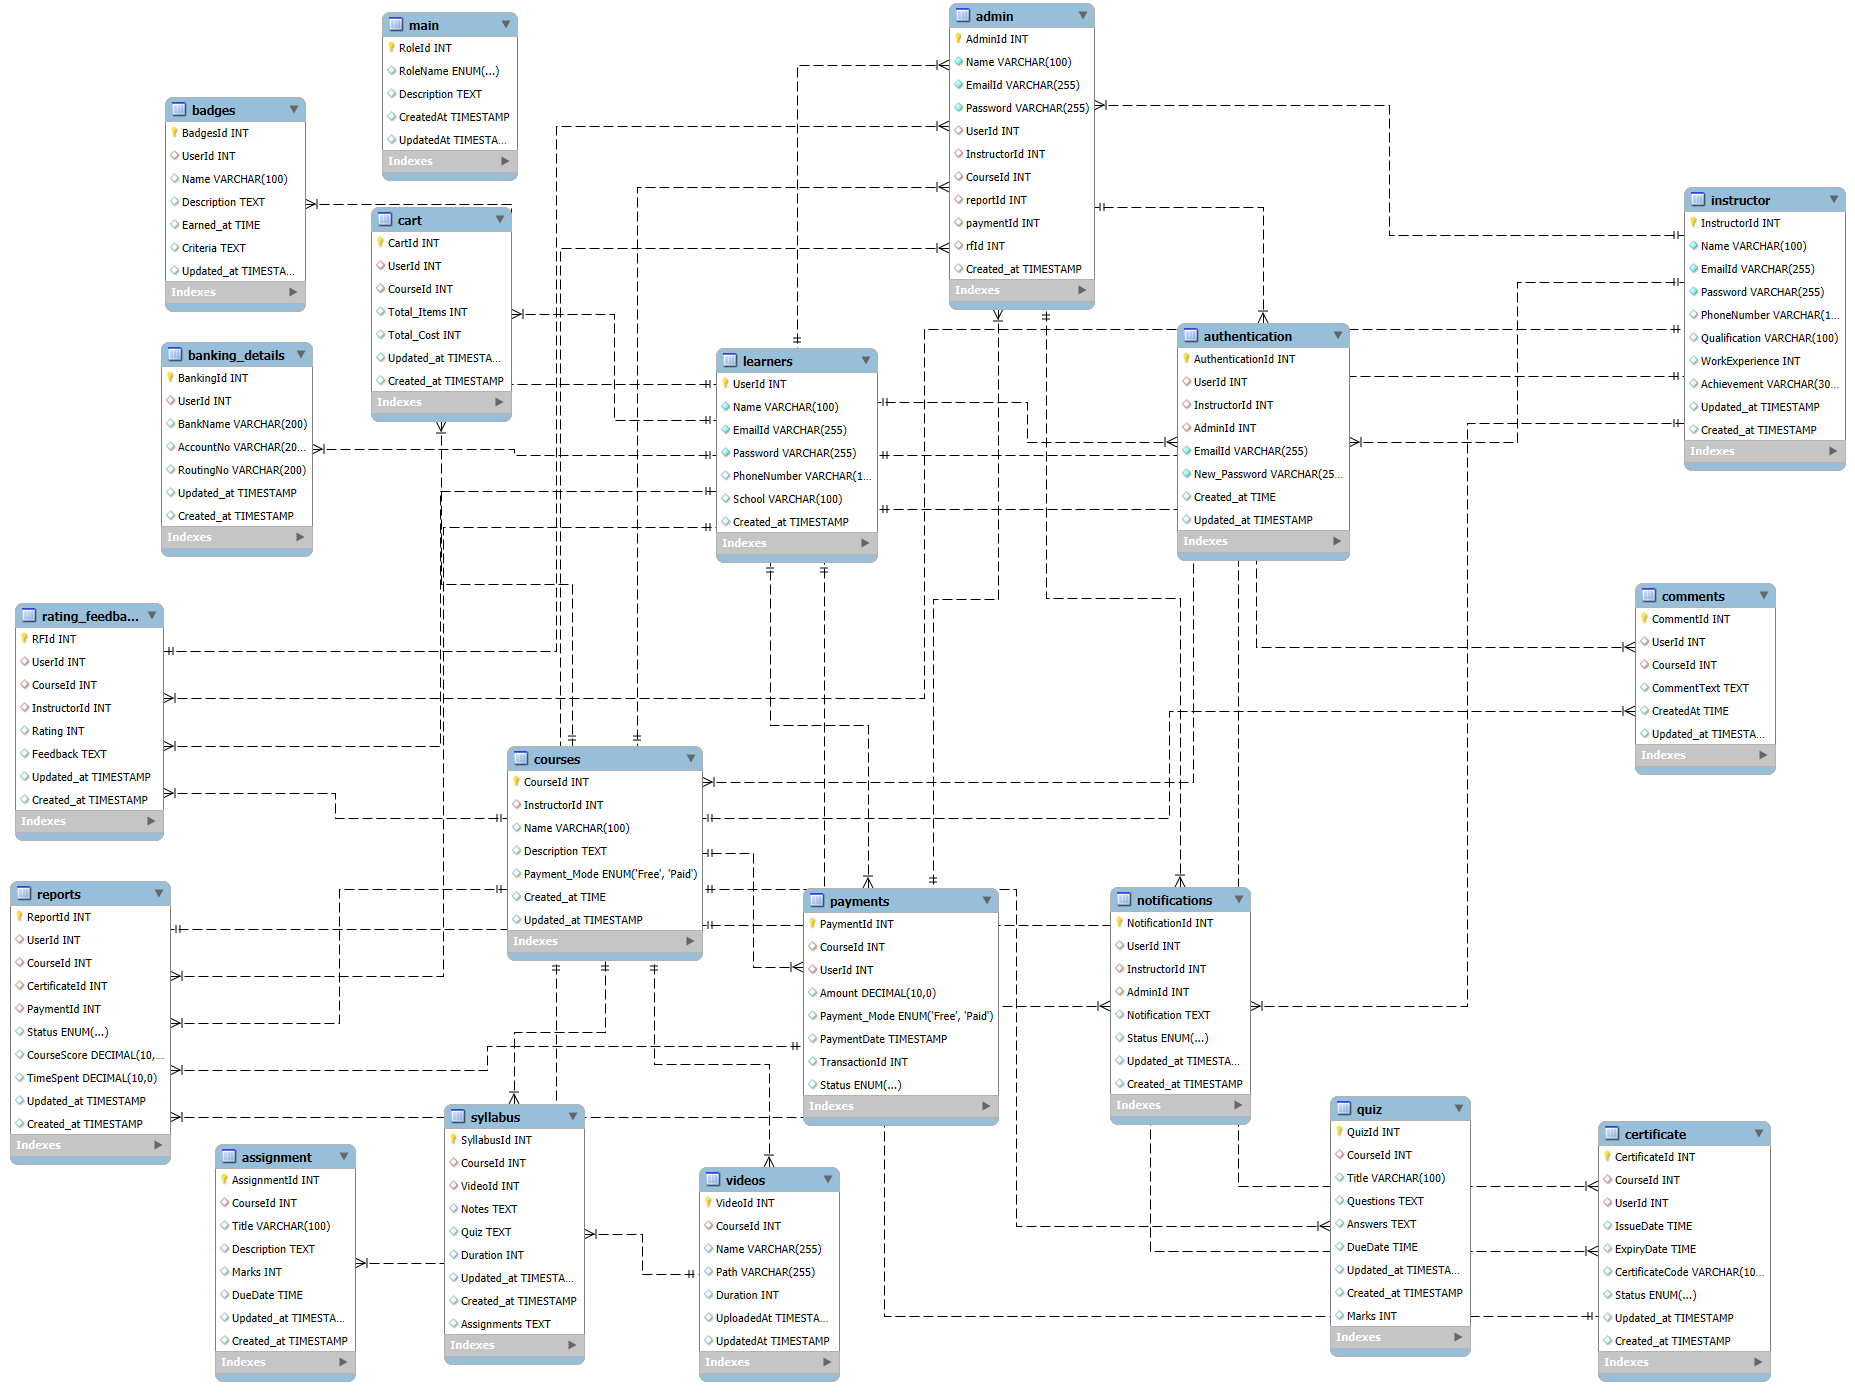 main
RoleId INT
RoleName ENUM(...)
Description TEXT
CreatedAt TIMESTAMP
UpdatedAt TIMESTA...
Indexes
admin
AdminId INT
Name VARCHAR(100)
EmailId VARCHAR(255)
Password VARCHAR(255)
UserId INT
InstructorId INT
CourseId INT
reportId INT
paymentId INT
rfId INT
Created_at TIMESTAMP
Indexes
badges
BadgesId INT
UserId INT
Name VARCHAR(100)
Description TEXT
Earned_at TIME
Criteria TEXT
Updated_at TIMESTA...
Indexes
cart
CartId INT
UserId INT
CourseId INT
Total_Items INT
Total_Cost INT
Updated_at TIMESTA...
Created_at TIMESTAMP
Indexes
instructor
InstructorId INT
Name VARCHAR(100)
EmailId VARCHAR(255)
Password VARCHAR(255)
PhoneNumber VARCHAR(1...
Qualification VARCHAR(100)
WorkExperience INT
Achievement VARCHAR(30...
Updated_at TIMESTAMP
Created_at TIMESTAMP
Indexes
banking_details
BankingId INT
UserId INT
BankName VARCHAR(200)
AccountNo VARCHAR(20...
RoutingNo VARCHAR(200)
Updated_at TIMESTAMP
Created_at TIMESTAMP
Indexes
learners
UserId INT
Name VARCHAR(100)
EmailId VARCHAR(255)
Password VARCHAR(255)
PhoneNumber VARCHAR(1...
School VARCHAR(100)
Created_at TIMESTAMP
Indexes
authentication
AuthenticationId INT
UserId INT
InstructorId INT
AdminId INT
EmailId VARCHAR(255)
New_Password VARCHAR(25...
Created_at TIME
Updated_at TIMESTAMP
Indexes
rating_feedba...
RFId INT
UserId INT
CourseId INT
InstructorId INT
Rating INT
Feedback TEXT
Updated_at TIMESTAMP
Created_at TIMESTAMP
Indexes
comments
CommentId INT
UserId INT
CourseId INT
CommentText TEXT
CreatedAt TIME
Updated_at TIMESTA...
Indexes
courses
CourseId INT
InstructorId INT
Name VARCHAR(100)
Description TEXT
Payment_Mode ENUM('Free', 'Paid')
Created_at TIME
Updated_at TIMESTAMP
Indexes
reports
ReportId INT
UserId INT
CourseId INT
CertificateId INT
PaymentId INT
Status ENUM(...)
CourseScore DECIMAL(10,...
TimeSpent DECIMAL(10,0)
Updated_at TIMESTAMP
Created_at TIMESTAMP
Indexes
payments
PaymentId INT
CourseId INT
UserId INT
Amount DECIMAL(10,0)
Payment_Mode ENUM('Free', 'Paid')
PaymentDate TIMESTAMP
TransactionId INT
Status ENUM(...)
Indexes
notifications
NotificationId INT
UserId INT
InstructorId INT
AdminId INT
Notification TEXT
Status ENUM(...)
Updated_at TIMESTA...
Created_at TIMESTAMP
Indexes
assignment
AssignmentId INT
CourseId INT
Title VARCHAR(100)
Description TEXT
Marks INT
DueDate TIME
Updated_at TIMESTA...
Created_at TIMESTAMP
Indexes
syllabus
SyllabusId INT
CourseId INT
VideoId INT
Notes TEXT
Quiz TEXT
Duration INT
Updated_at TIMESTA...
Created_at TIMESTAMP
Assignments TEXT
Indexes
videos
VideoId INT
CourseId INT
Name VARCHAR(255)
Path VARCHAR(255)
Duration INT
UploadedAt TIMESTA...
UpdatedAt TIMESTAMP
Indexes
quiz
QuizId INT
CourseId INT
Title VARCHAR(100)
Questions TEXT
Answers TEXT
DueDate TIME
Updated_at TIMESTA...
Created_at TIMESTAMP
Marks INT
Indexes
certificate
CertificateId INT
CourseId INT
UserId INT
IssueDate TIME
ExpiryDate TIME
CertificateCode VARCHAR(10...
Status ENUM(...)
Updated_at TIMESTAMP
Created_at TIMESTAMP
Indexes